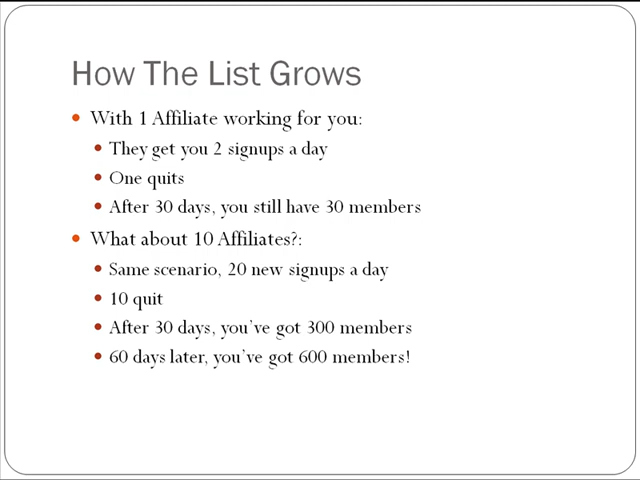 How The List Grows
With 1 Affiliate working for you:
They get you 2 signups a day
One quits
After 30 days, you still have 30 members
What about 10 Affiliates?:
Same scenario, 20 new signups a day
10 quit
After 30 days, you've got 300 members
60 days later, you've got 600 members!